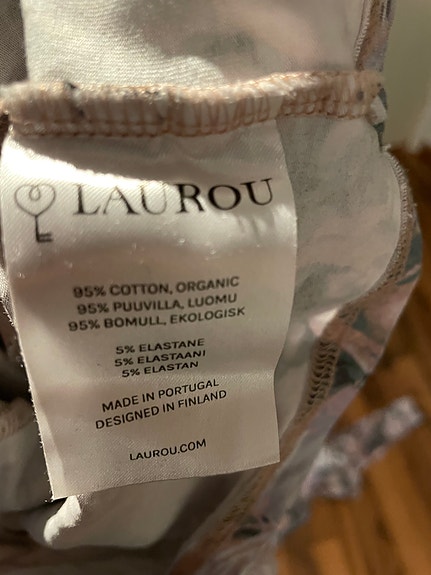 LAUROU
95% COTTON, ORGANIC
95% PUUVILLA, LUOMU
95% BOMULL, EKOLOGISK
5% ELASTANE
5% ELASTAANI
5% ELASTAN
MADE IN PORTUGAL
DESIGNED IN FINLAND
LAUROU.COM